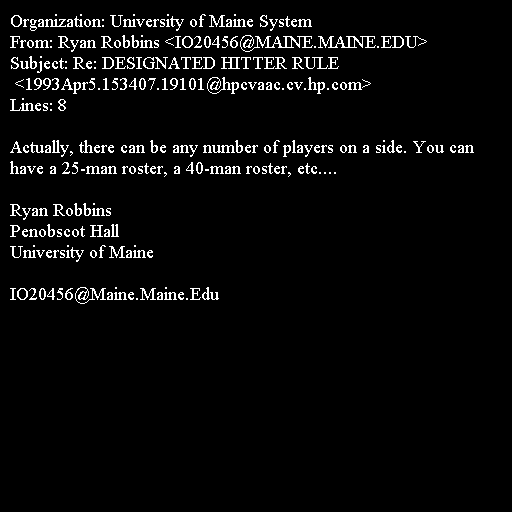 Organization: University of Maine System
From: Ryan Robbins <IO20456@MAINE.MAINE.EDU>
Subject: Re: DESIGNATED HITTER RULE
<1993Apr5.153407.19101@hpcvaac.cv.hp.com>
Lines: 8
Actually, there can be any number of players on a side. You can
have a 25-man roster, a 40-man roster, etc....
Ryan Robbins
Penobscot Hall
University of Maine
IO20456@Maine.Maine.Edu